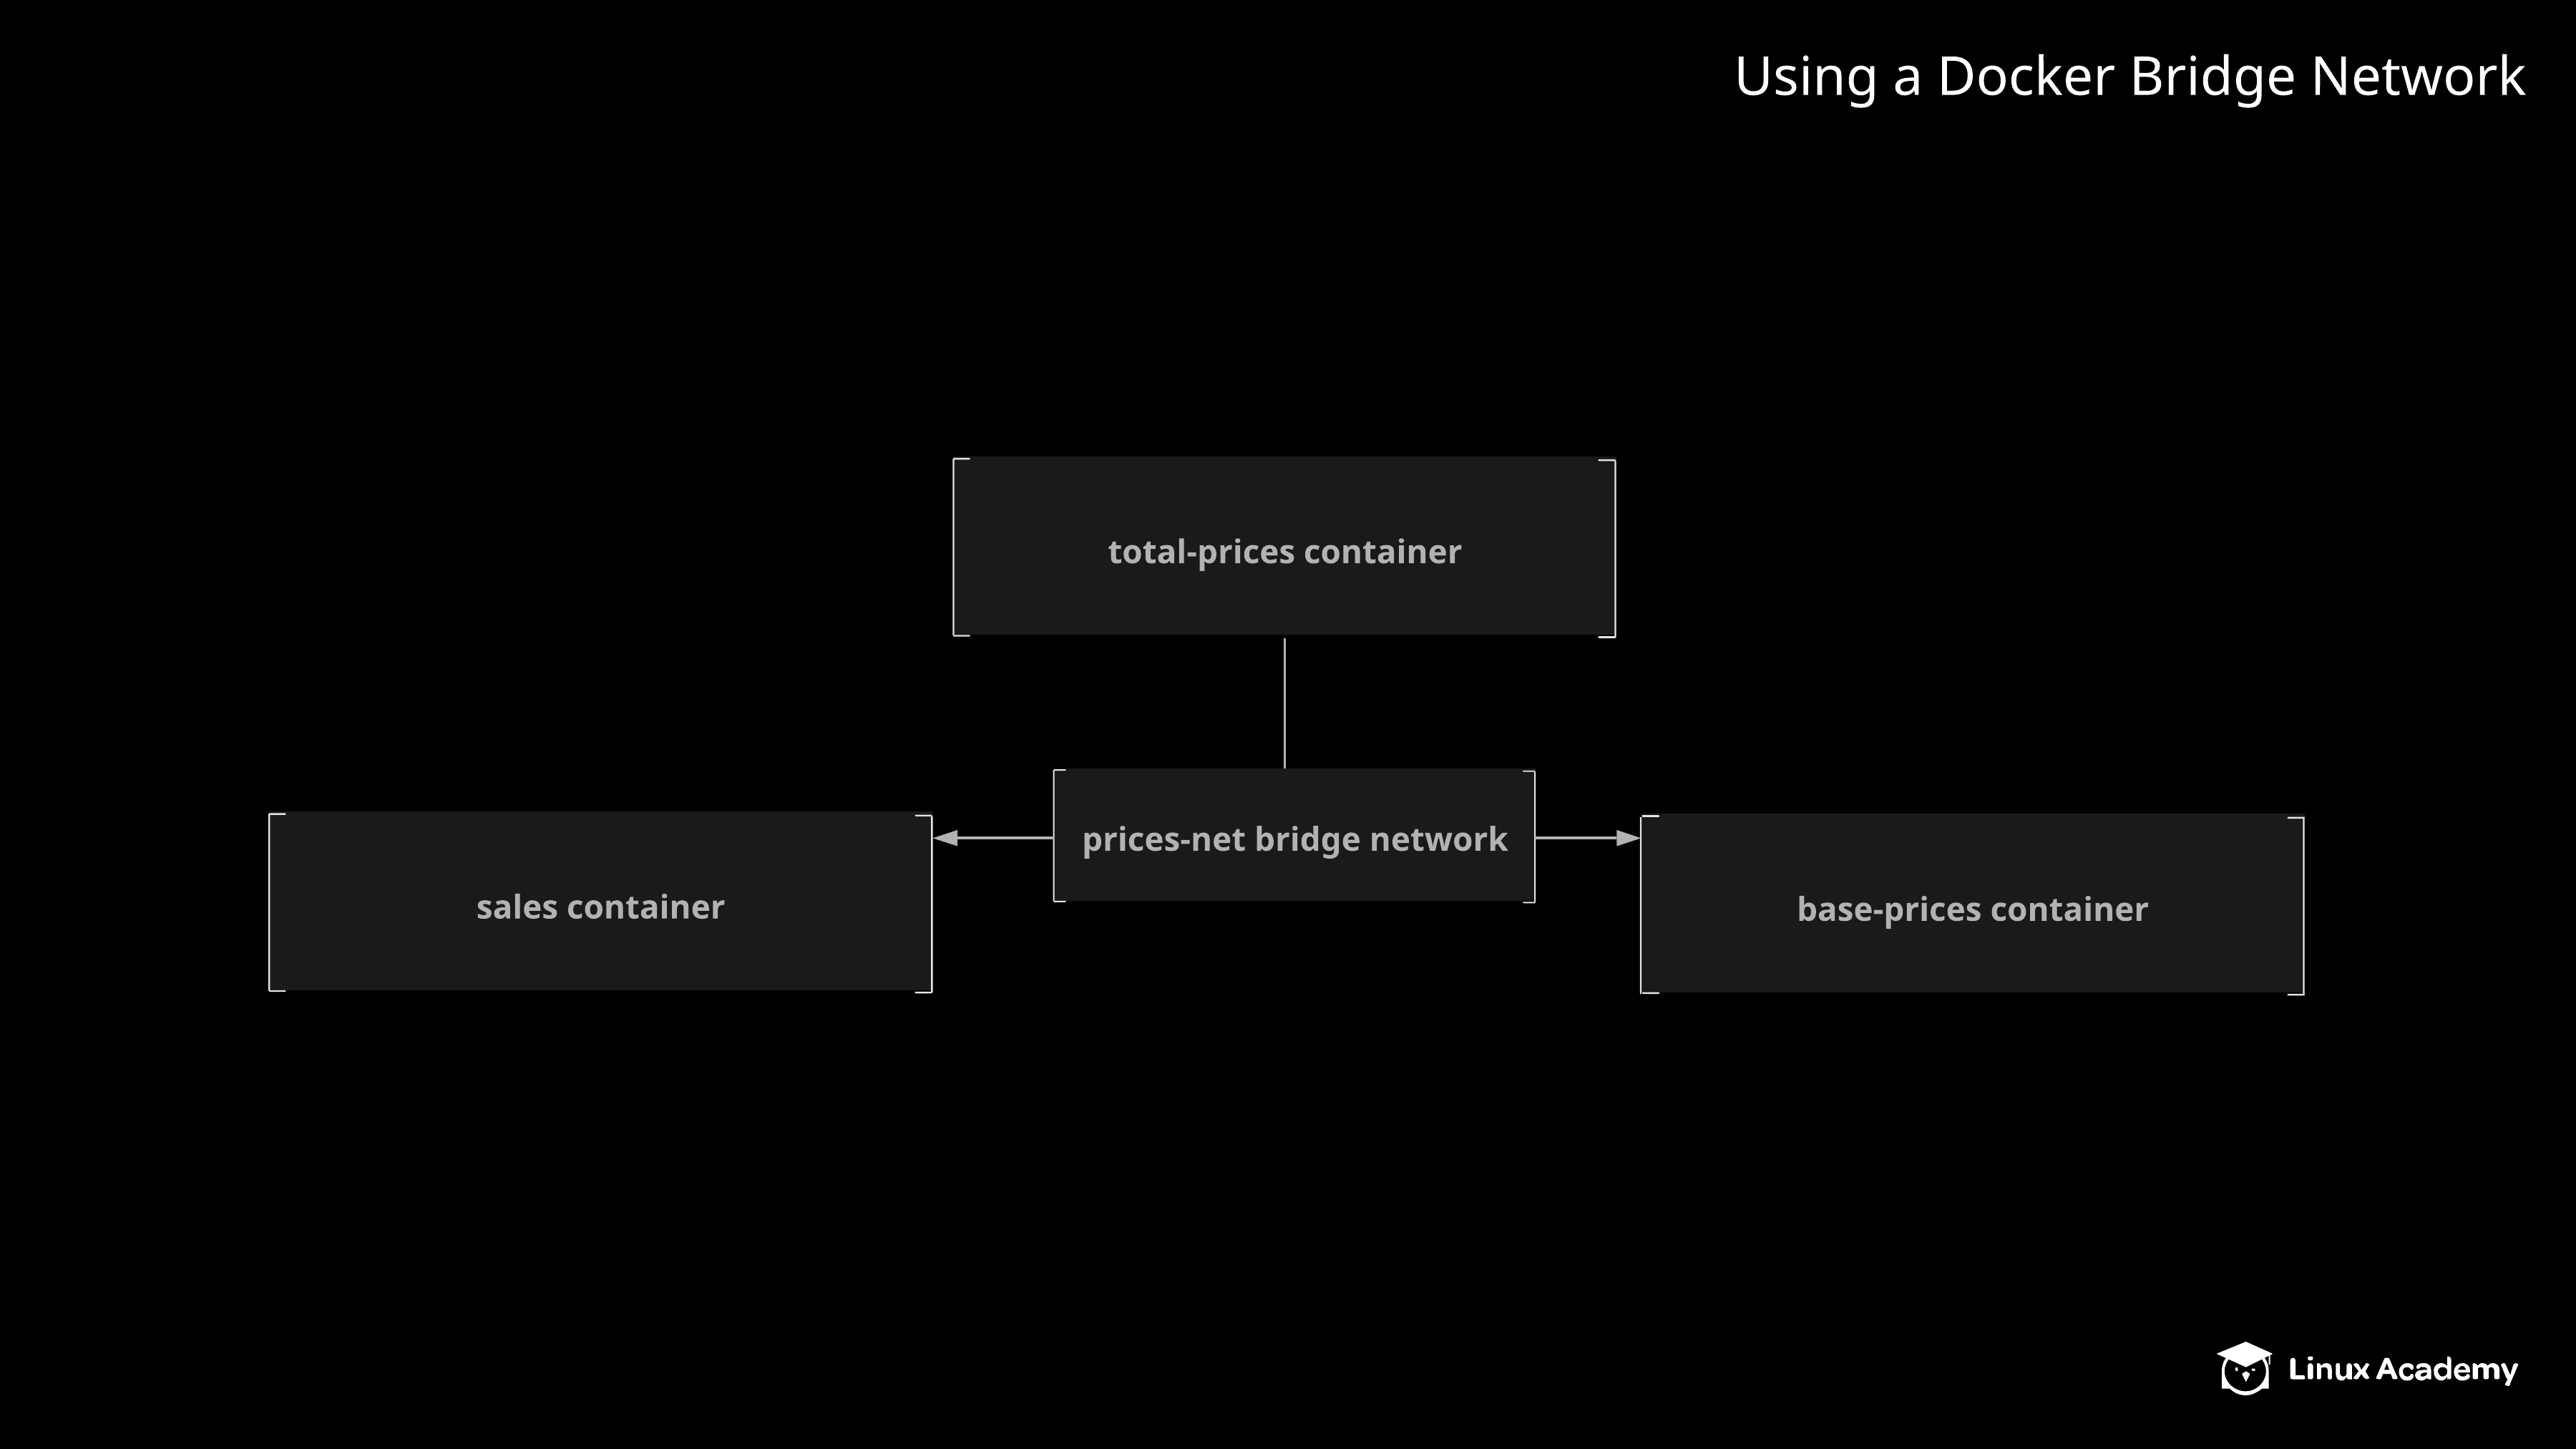 Using a Docker Bridge Network
total-prices container
prices-net bridge network
sales container
base-prices container
Linux Academy